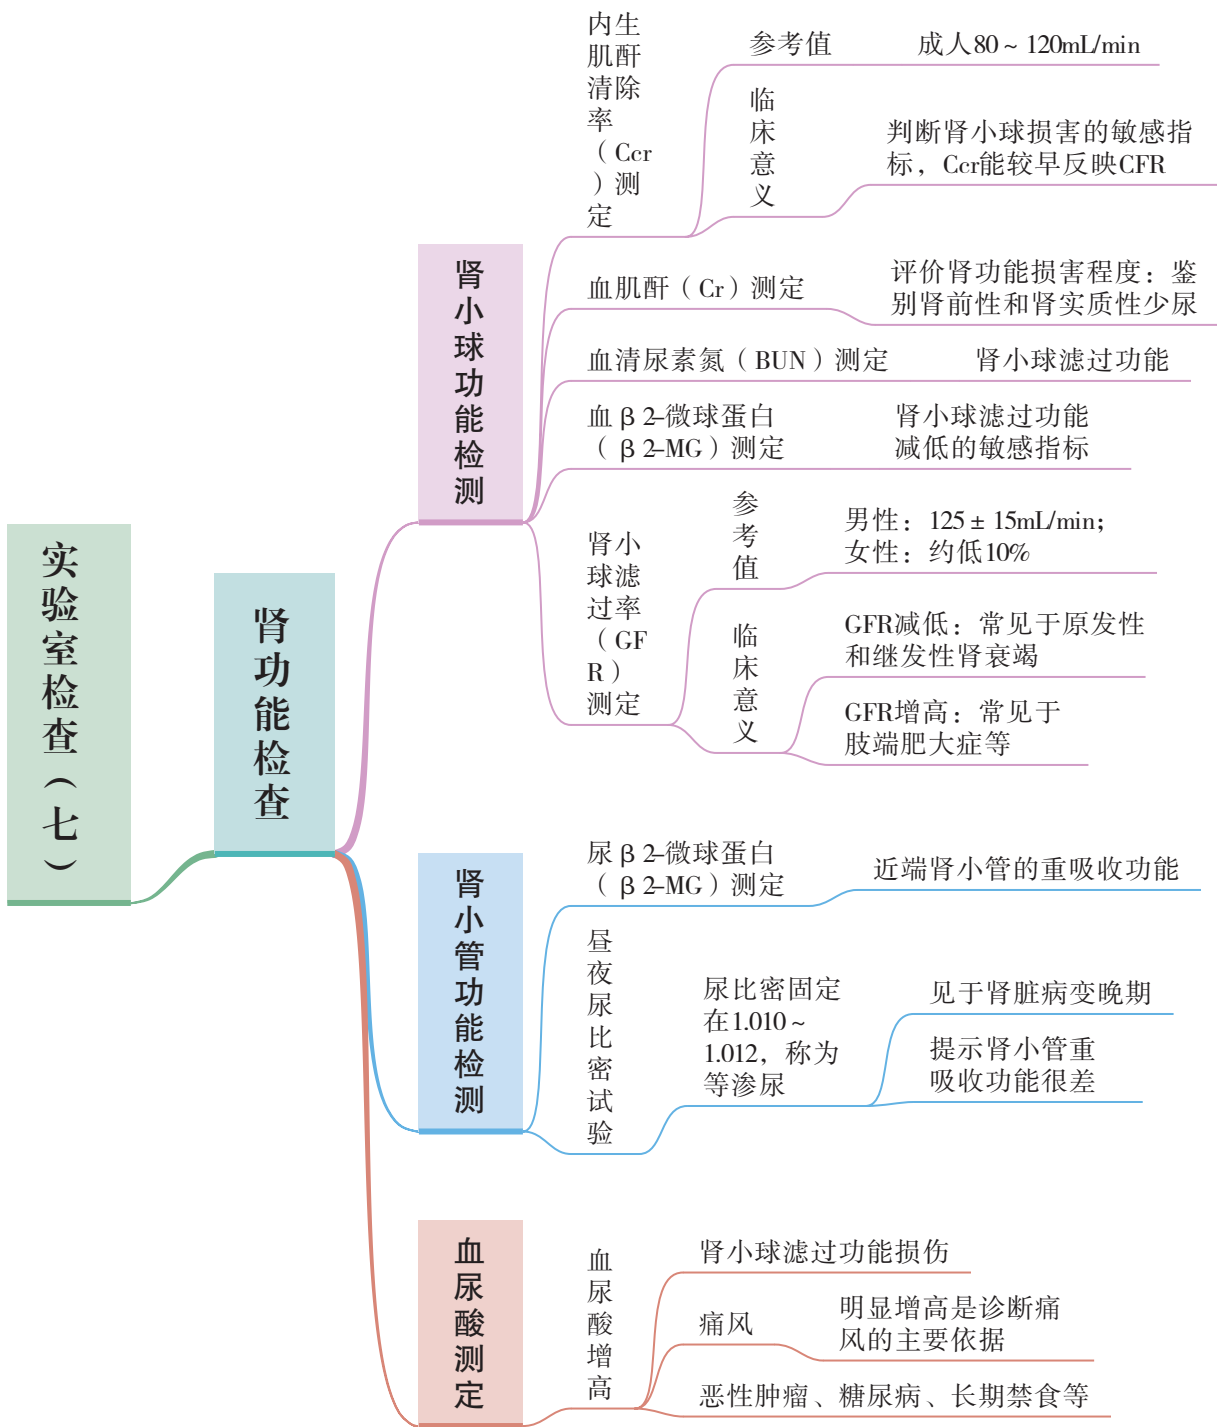 实验室检查（七）
肾功能检查
肾小球功能检测
内生
肌酐
清除
率
（Ccr
）测
定
参考值
成人80～120mL/min
临床意义
判断肾小球损害的敏感指
标，Ccr能较早反映CFR
血肌酐（Cr）测定
评价肾功能损害程度：鉴
别肾前性和肾实质性少尿
血清尿素氮（BUN）测定
肾小球滤过功能
血β2-微球蛋白
（β2-MG）测定
肾小球滤过功能
减低的敏感指标
肾小
球滤
过率
（GF
R）
测定
参考值
男性：125±15mL/min；
女性：约低10%
临床意义
GFR减低：常见于原发性
和继发性肾衰竭
GFR增高：常见于
肢端肥大症等
肾小管功能检测
尿β2-微球蛋白
（β2-MG）测定
近端肾小管的重吸收功能
昼夜尿比密试验
尿比密固定
在1.010～
1.012，称为
等渗尿
见于肾脏病变晚期
提示肾小管重
吸收功能很差
血尿酸测定
血尿酸增高
肾小球滤过功能损伤
痛风
明显增高是诊断痛
风的主要依据
恶性肿瘤、糖尿病、长期禁食等